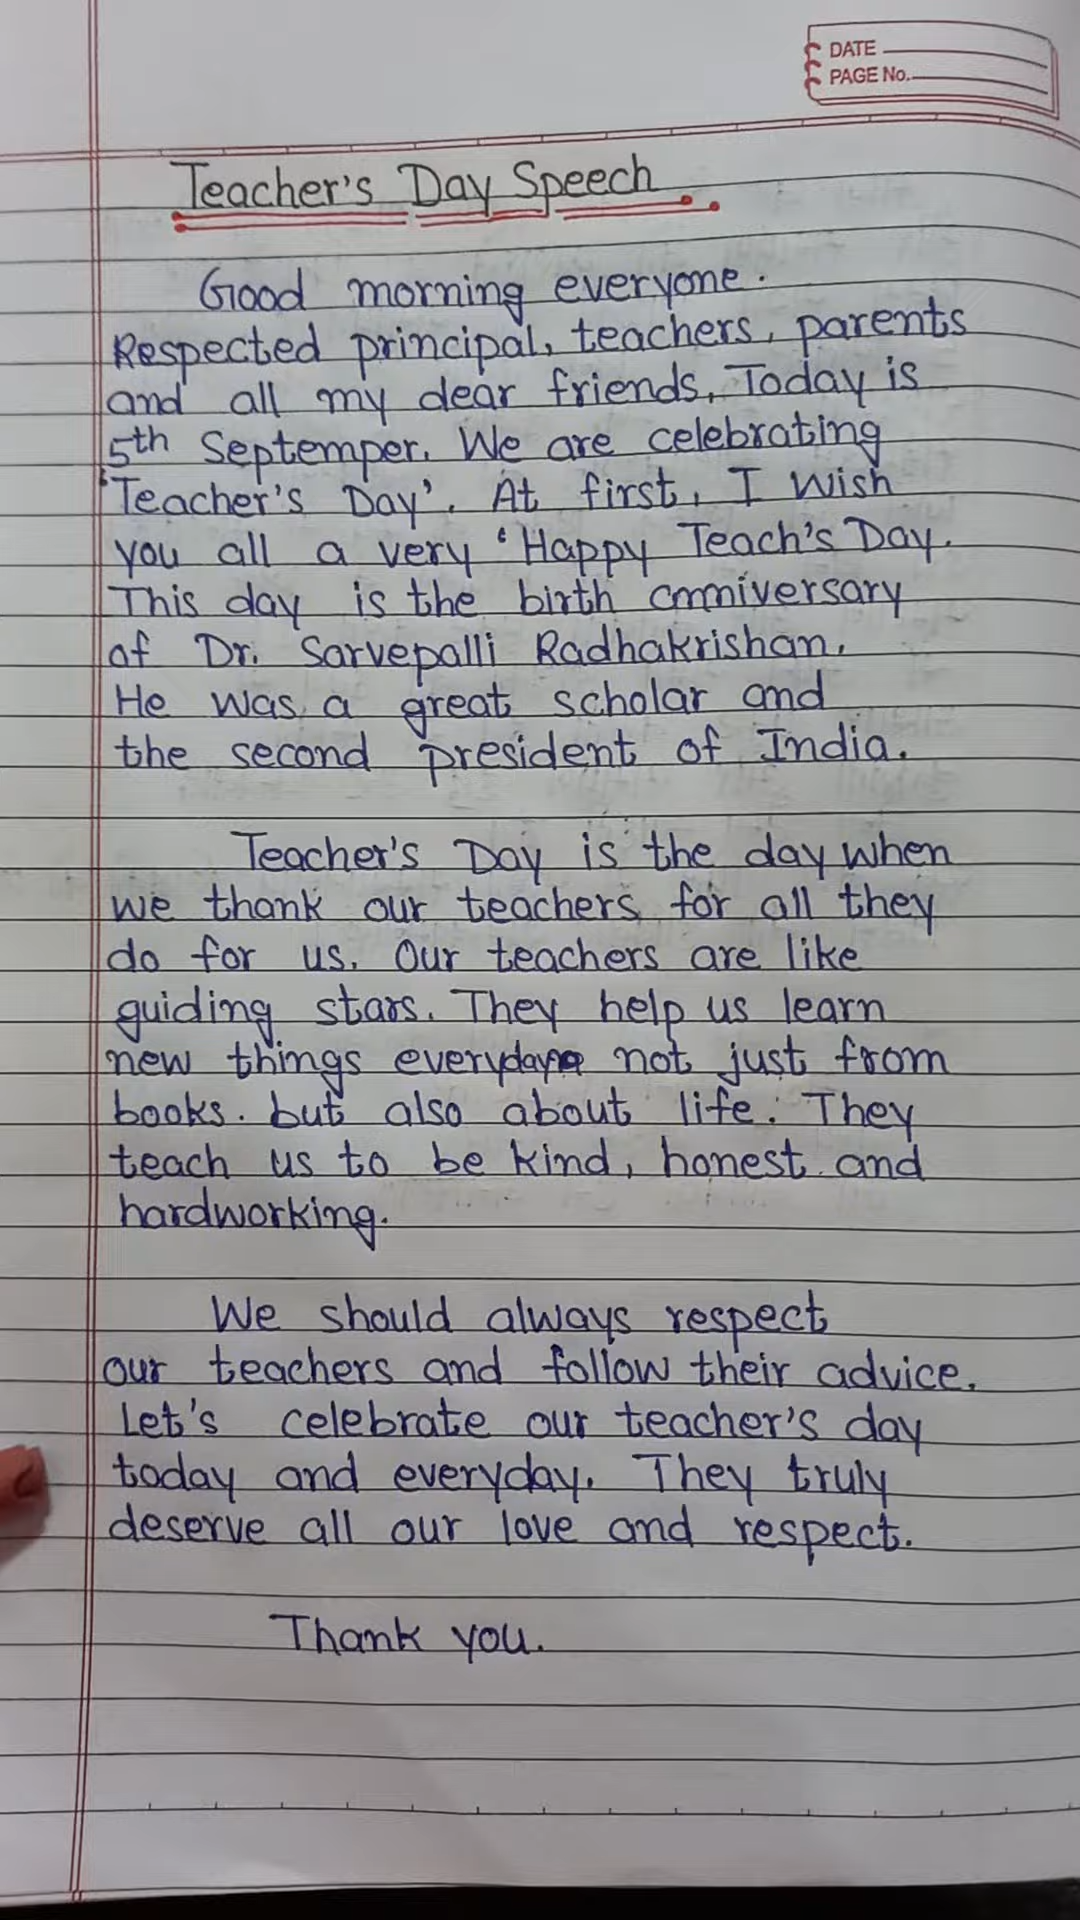 DATE
PAGE No.
Teacher's Day Speech
Good morning everyone.
Respected principal, teachers, parents
and all my dear friends, Today is
5th Septemper. We are celebrating
'Teacher's Day'. At first, I wish
you all a very 'Happy Teach's Day.
This day is the birth anniversary
of Dr. Sarvepalli Radhakrishan.
He was a great scholar and
the second president of India.
Teacher's Day is the day when
we thank our teachers for all they
do for us. Our teachers are like
guiding stars. They help us learn
new things everyday not just from
books. but also about life. They
teach us to be kind, honest and
hardworking.
We should always respect
our teachers and follow their advice.
Let's celebrate our teacher's day
today and everyday. They truly
deserve all our love and respect.
Thank you.